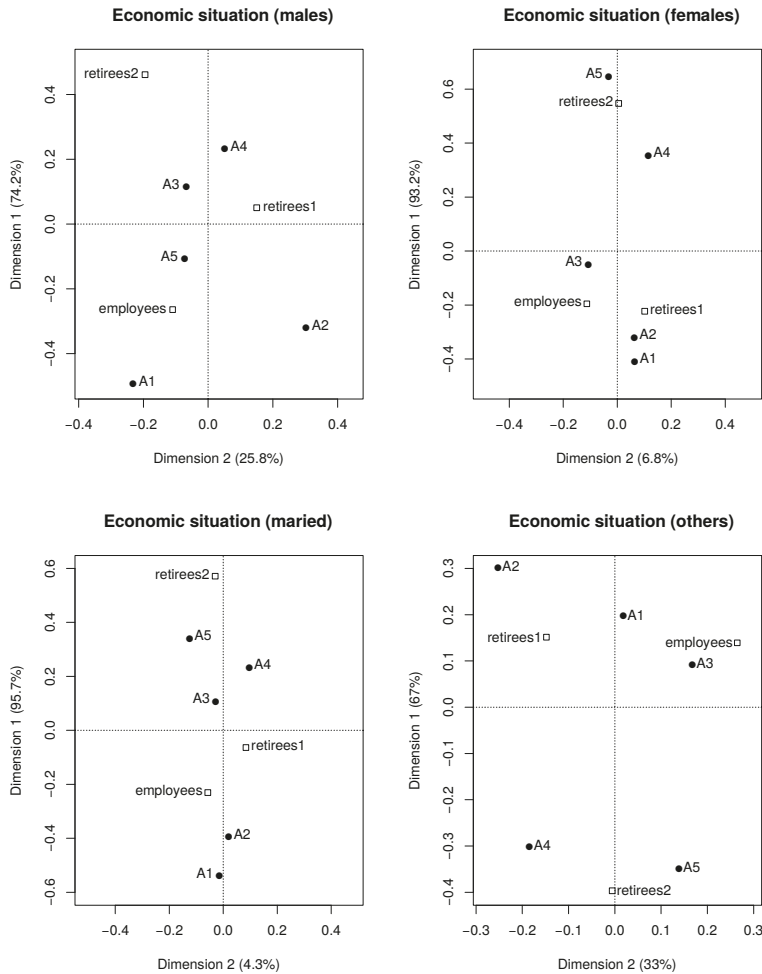 Economic situation (males)
Dimension 1 (74.2%)
0.4
0.2
0.0
−0.2
−0.4
retirees2
A4
A3
retirees1
A5
employees
A2
A1
−0.4 −0.2 0.0 0.2 0.4
Dimension 2 (25.8%)
Economic situation (females)
Dimension 1 (93.2%)
0.6
0.4
0.2
0.0
−0.2
−0.4
A5
retirees2
A4
A3
employees
retirees1
A2
A1
−0.4 −0.2 0.0 0.2 0.4
Dimension 2 (6.8%)
Economic situation (maried)
Dimension 1 (95.7%)
0.6
0.4
0.2
0.0
−0.2
−0.4
−0.6
retirees2
A5
A4
A3
retirees1
employees
A2
A1
−0.4 −0.2 0.0 0.2 0.4
Dimension 2 (4.3%)
Economic situation (others)
Dimension 1 (67%)
0.3
0.2
0.1
0.0
−0.1
−0.2
−0.3
−0.4
A2
A1
retirees1
employees
A3
A4
A5
retirees2
−0.3 −0.2 −0.1 0.0 0.1 0.2 0.3
Dimension 2 (33%)